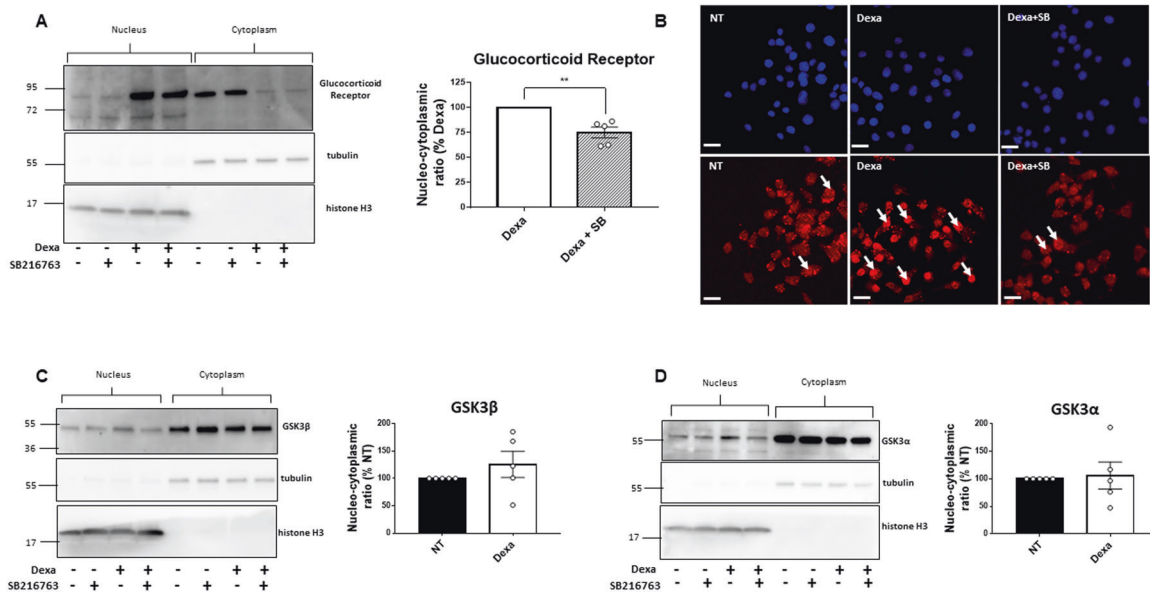 A
Nucleus
Cytoplasm
95
72
Glucocorticoid
Receptor
55
tubulin
17
histone H3
Dexa - - + + - - + +
SB216763 - + - + - + - +
Glucocorticoid Receptor
**
Nucleo-cytoplasmic
ratio (% Dexa)
125
100
75
50
25
0
Dexa
Dexa + SB
B
NT
Dexa
Dexa+SB
NT
Dexa
Dexa+SB
C
Nucleus
Cytoplasm
55
36
GSK3β
55
tubulin
17
histone H3
Dexa - - + + - - + +
SB216763 - + - + - + - +
GSK3β
Nucleo-cytoplasmic
ratio (% NT)
200
150
100
50
0
NT
Dexa
D
Nucleus
Cytoplasm
55
GSK3α
55
tubulin
17
histone H3
Dexa - - + + - - + +
SB216763 - + - + - + - +
GSK3α
Nucleo-cytoplasmic
ratio (% NT)
200
150
100
50
0
NT
Dexa